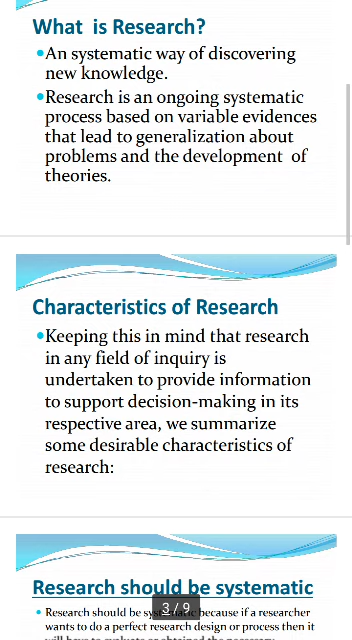 What is Research?
•An systematic way of discovering
new knowledge.
•Research is an ongoing systematic
process based on variable evidences
that lead to generalization about
problems and the development of
theories.
Characteristics of Research
•Keeping this in mind that research
in any field of inquiry is
undertaken to provide information
to support decision-making in its
respective area, we summarize
some desirable characteristics of
research:
Research should be systematic
• Research should be systematic because if a researcher
3 / 9
wants to do a perfect research design or process then it